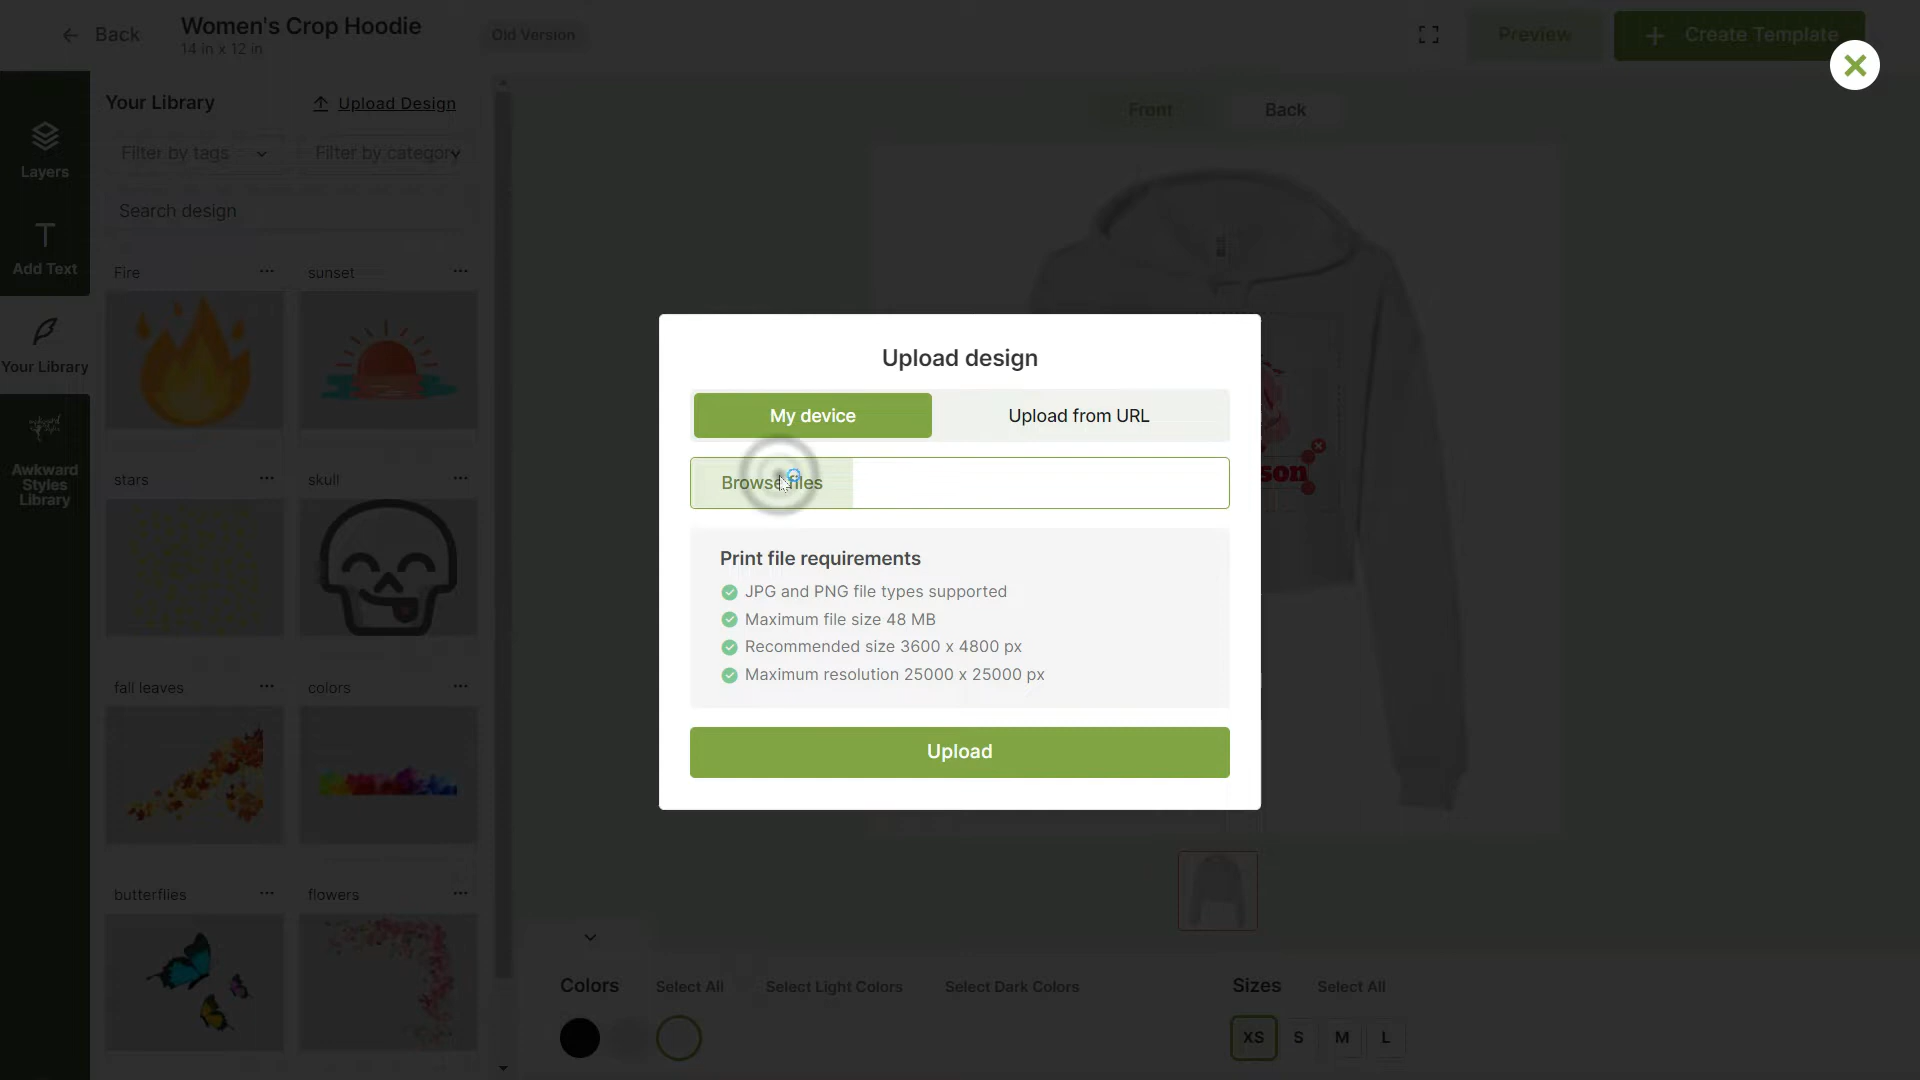 Back
Women's Crop Hoodie
14 in x 12 in
Old Version
Preview
Create Template
Your Library
Upload Design
Filter by tags
Filter by category
Search design
Layers
Add Text
Your Library
Awkward
Styles
Library
Fire
sunset
stars
skull
fall leaves
colors
butterflies
flowers
Front
Back
son
Upload design
My device
Upload from URL
Browse files
Print file requirements
JPG and PNG file types supported
Maximum file size 48 MB
Recommended size 3600 x 4800 px
Maximum resolution 25000 x 25000 px
Upload
Colors
Select All
Select Light Colors
Select Dark Colors
Sizes
Select All
XS
S
M
L